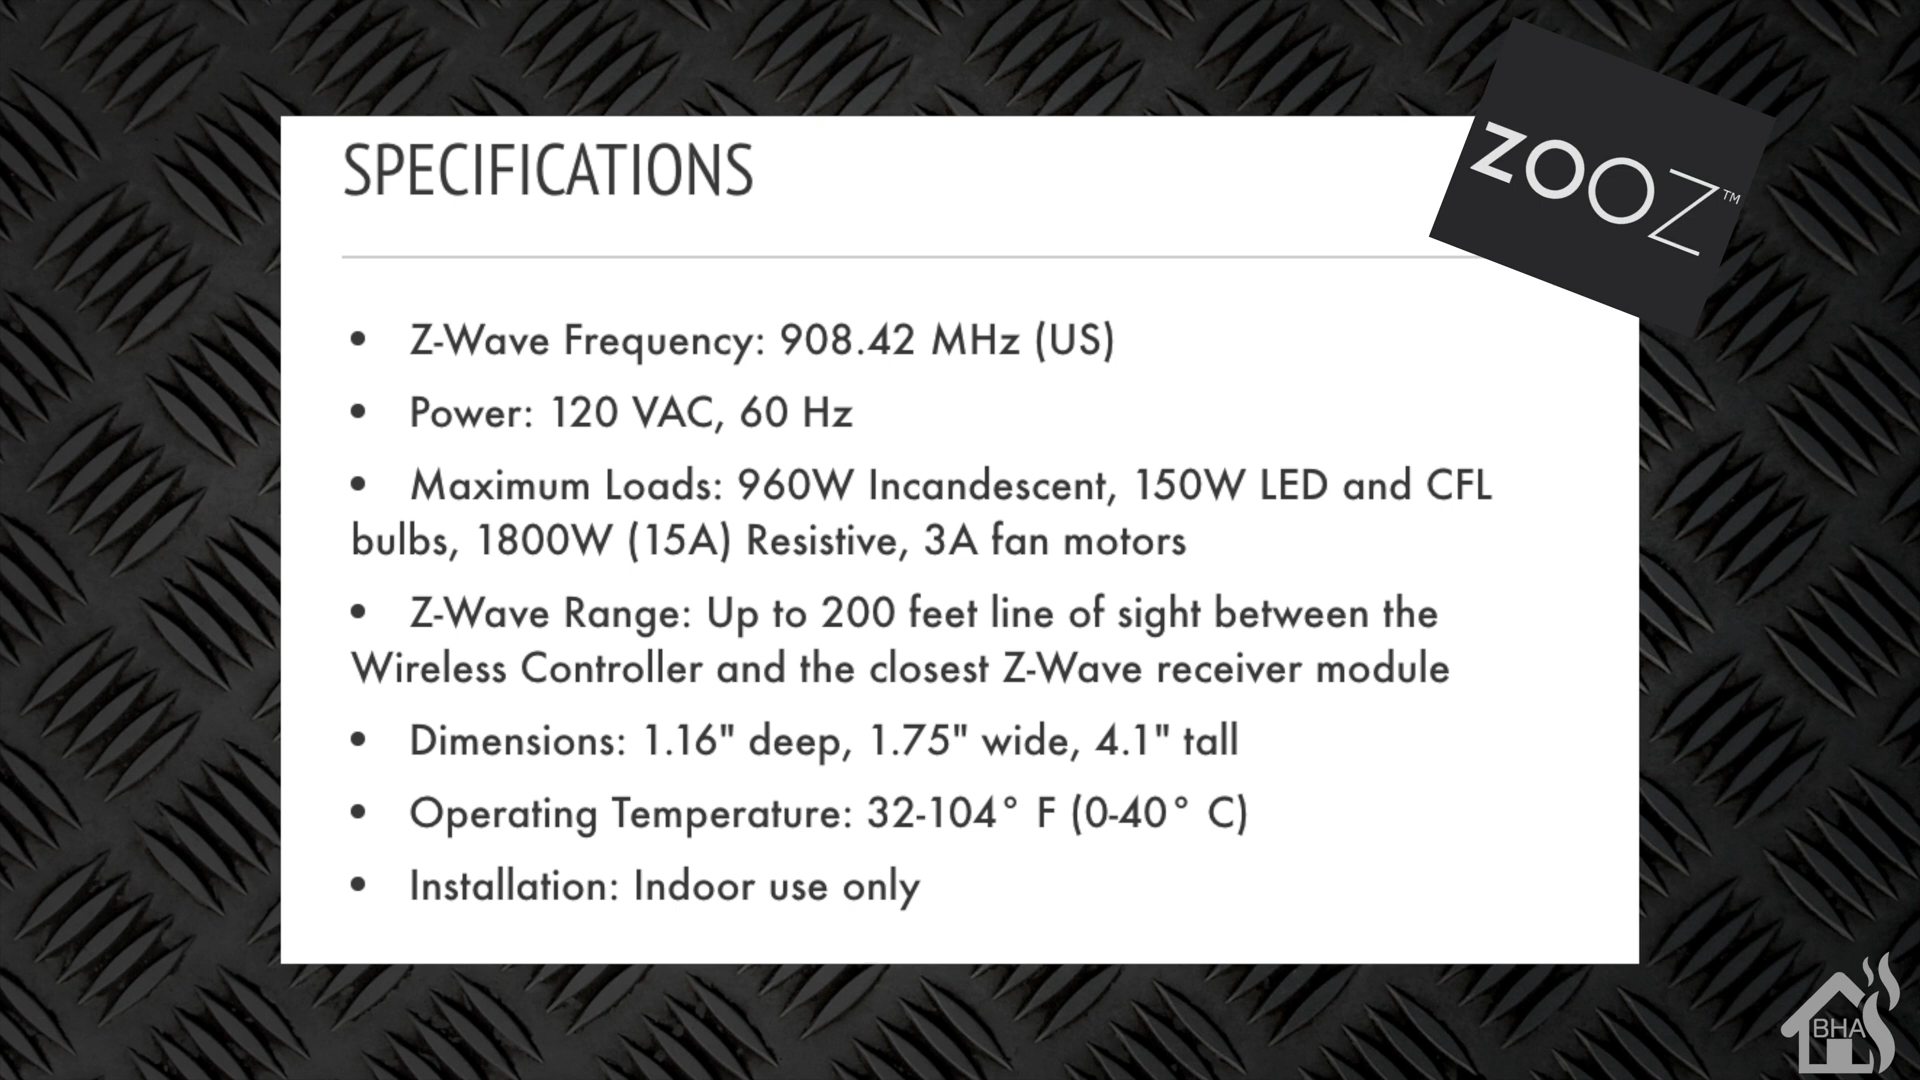 SPECIFICATIONS
zooZ™
• Z-Wave Frequency: 908.42 MHz (US)
• Power: 120 VAC, 60 Hz
• Maximum Loads: 960W Incandescent, 150W LED and CFL
bulbs, 1800W (15A) Resistive, 3A fan motors
• Z-Wave Range: Up to 200 feet line of sight between the
Wireless Controller and the closest Z-Wave receiver module
• Dimensions: 1.16" deep, 1.75" wide, 4.1" tall
• Operating Temperature: 32-104° F (0-40° C)
• Installation: Indoor use only
BHA